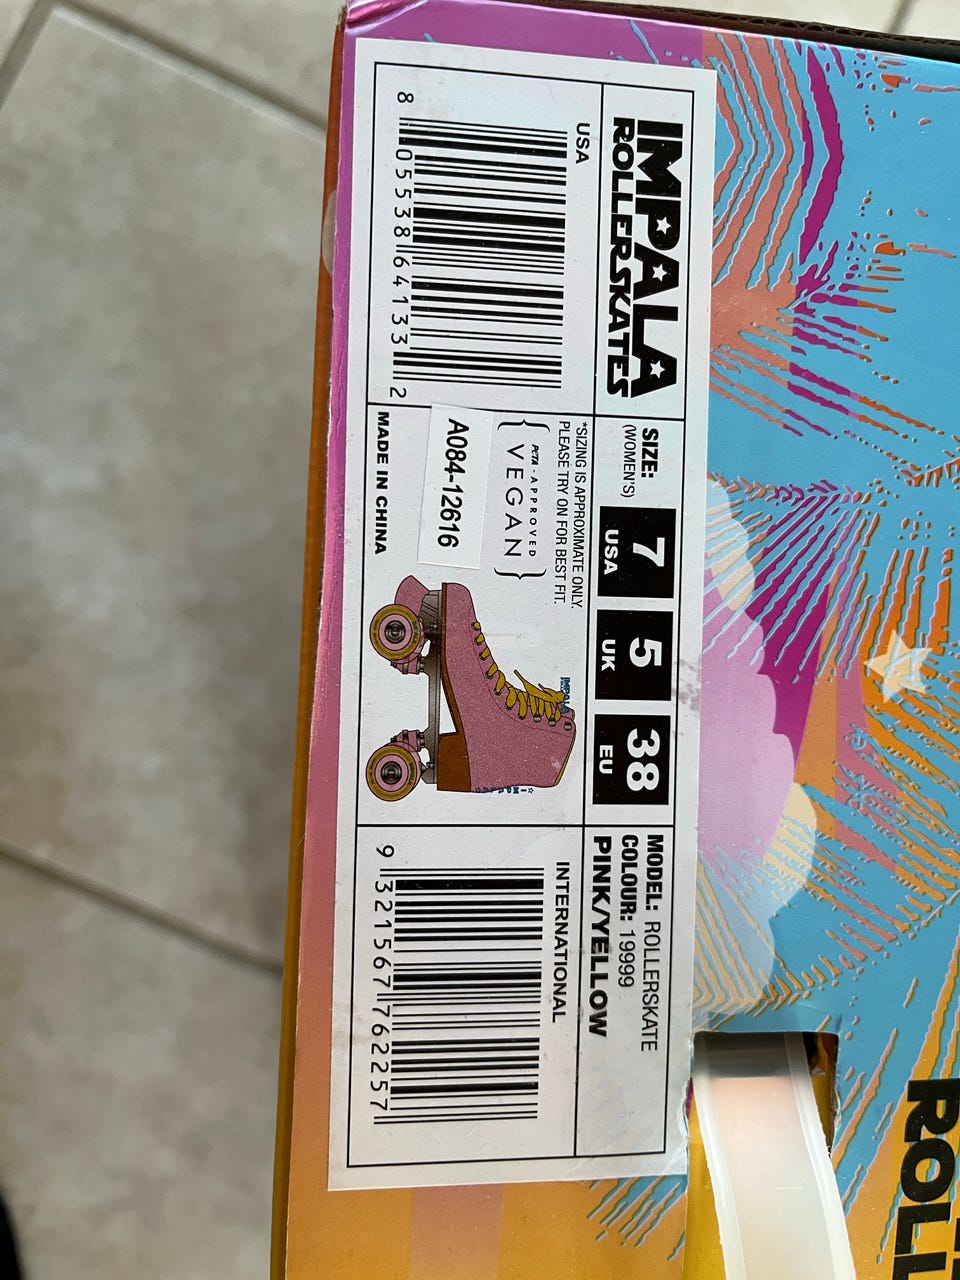 IMPALA
ROLLERSKATES
USA
8 05538 64133 2
SIZE:
(WOMEN'S)
7 5 38
USA UK EU
*SIZING IS APPROXIMATE ONLY.
PLEASE TRY ON FOR BEST FIT.
PETA - APPROVED
VEGAN
A084-12616
MADE IN CHINA
IMPALA
IMPALA
MODEL: ROLLERSKATE
COLOUR: 19999
PINK/YELLOW
INTERNATIONAL
9 321567 762257
ROLL